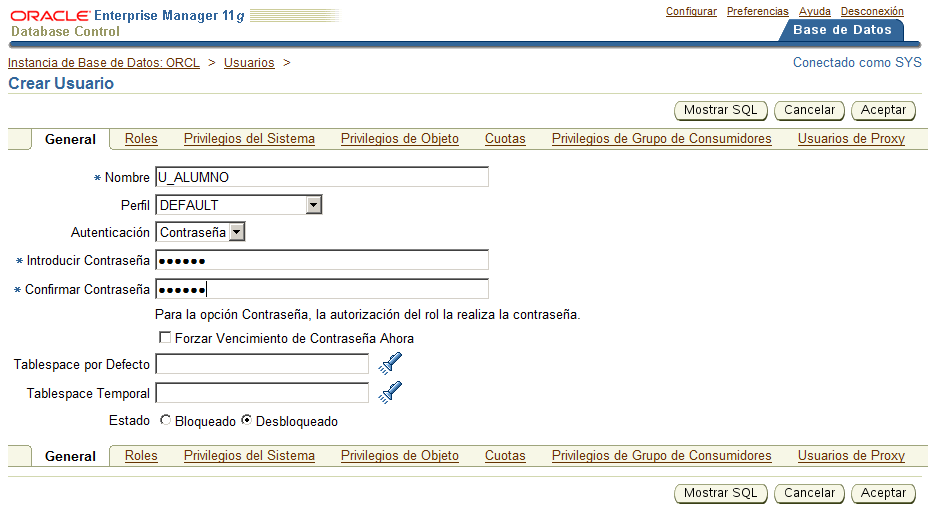 ORACLE Enterprise Manager 11g
Database Control
Configurar Preferencias Ayuda Desconexión
Base de Datos
Instancia de Base de Datos: ORCL > Usuarios >
Conectado como SYS
Crear Usuario
Mostrar SQL Cancelar Aceptar
General Roles Privilegios del Sistema Privilegios de Objeto Cuotas Privilegios de Grupo de Consumidores Usuarios de Proxy
* Nombre U_ALUMNO
Perfil DEFAULT
Autenticación Contraseña
* Introducir Contraseña ●●●●●●
* Confirmar Contraseña ●●●●●●
Para la opción Contraseña, la autorización del rol la realiza la contraseña.
Forzar Vencimiento de Contraseña Ahora
Tablespace por Defecto
Tablespace Temporal
Estado Bloqueado Desbloqueado
General Roles Privilegios del Sistema Privilegios de Objeto Cuotas Privilegios de Grupo de Consumidores Usuarios de Proxy
Mostrar SQL Cancelar Aceptar